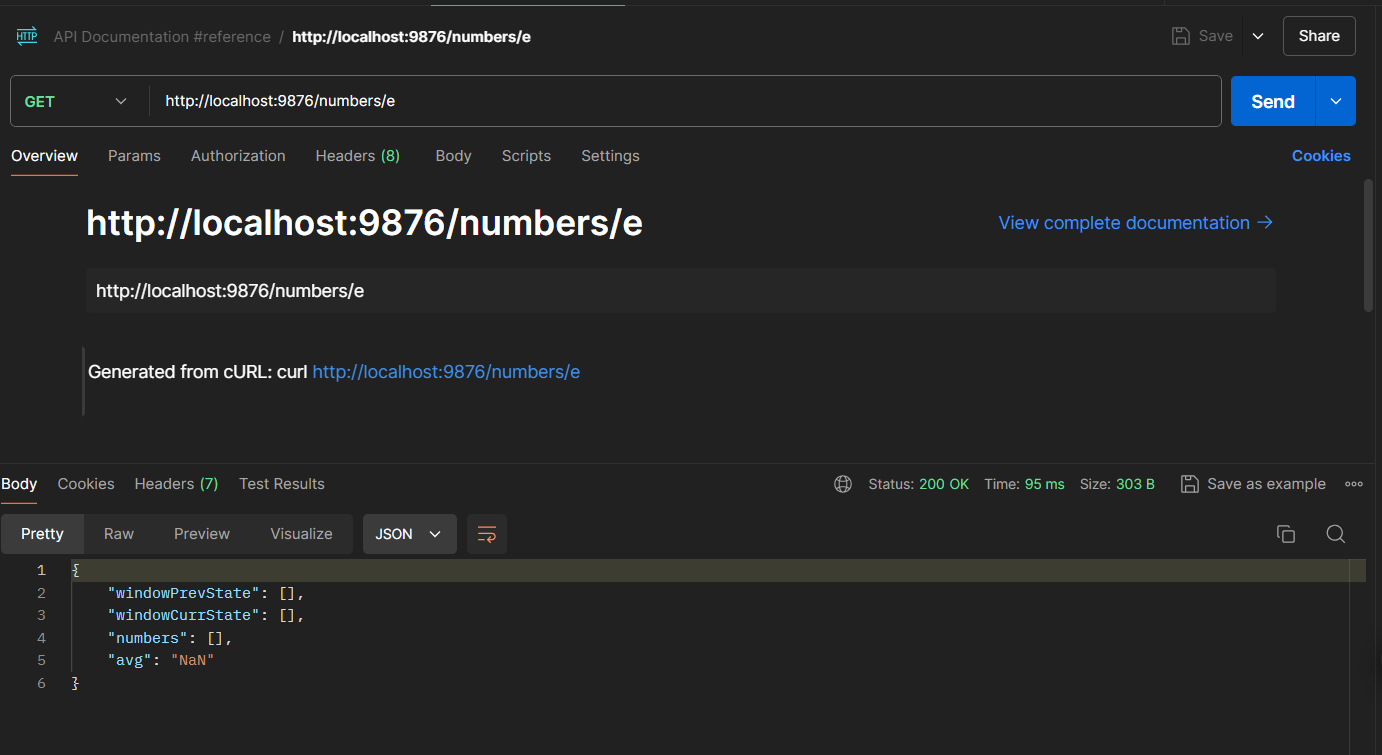 HTTP API Documentation #reference / http://localhost:9876/numbers/e Save Share
GET http://localhost:9876/numbers/e Send
Overview Params Authorization Headers (8) Body Scripts Settings Cookies
http://localhost:9876/numbers/e View complete documentation →
http://localhost:9876/numbers/e
Generated from cURL: curl http://localhost:9876/numbers/e
Body Cookies Headers (7) Test Results Status: 200 OK Time: 95 ms Size: 303 B Save as example
Pretty Raw Preview Visualize JSON
1 {
2 "windowPrevState": [],
3 "windowCurrState": [],
4 "numbers": [],
5 "avg": "NaN"
6 }